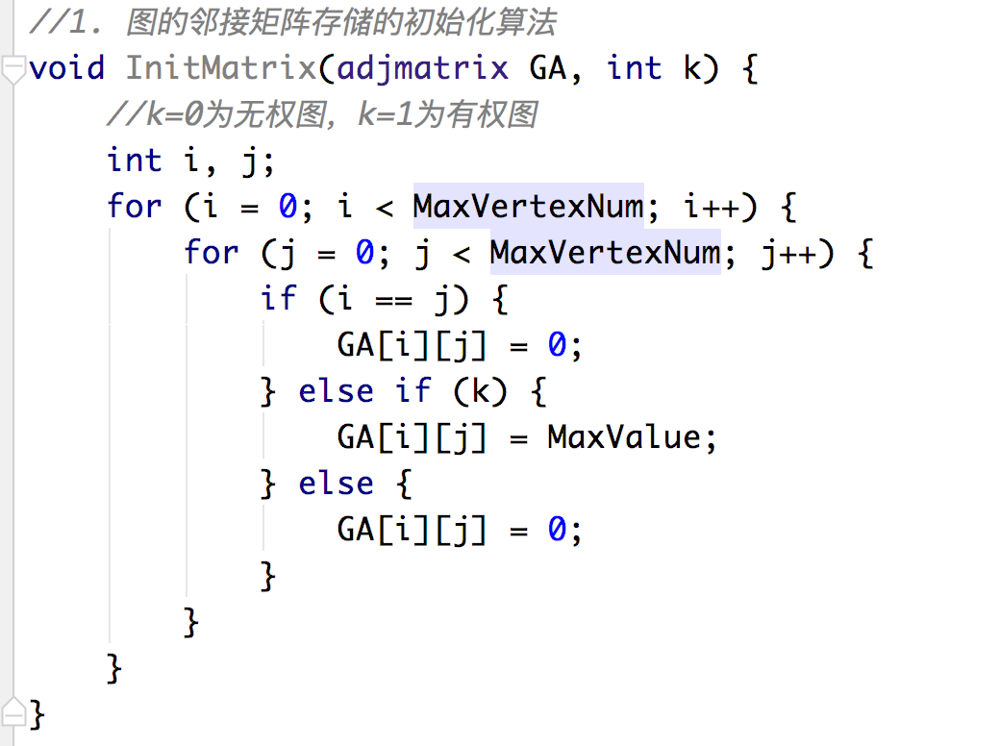 //1. 图的邻接矩阵存储的初始化算法
void InitMatrix(adjmatrix GA, int k) {
    //k=0为无权图, k=1为有权图
    int i, j;
    for (i = 0; i < MaxVertexNum; i++) {
        for (j = 0; j < MaxVertexNum; j++) {
            if (i == j) {
                GA[i][j] = 0;
            } else if (k) {
                GA[i][j] = MaxValue;
            } else {
                GA[i][j] = 0;
            }
        }
    }
}